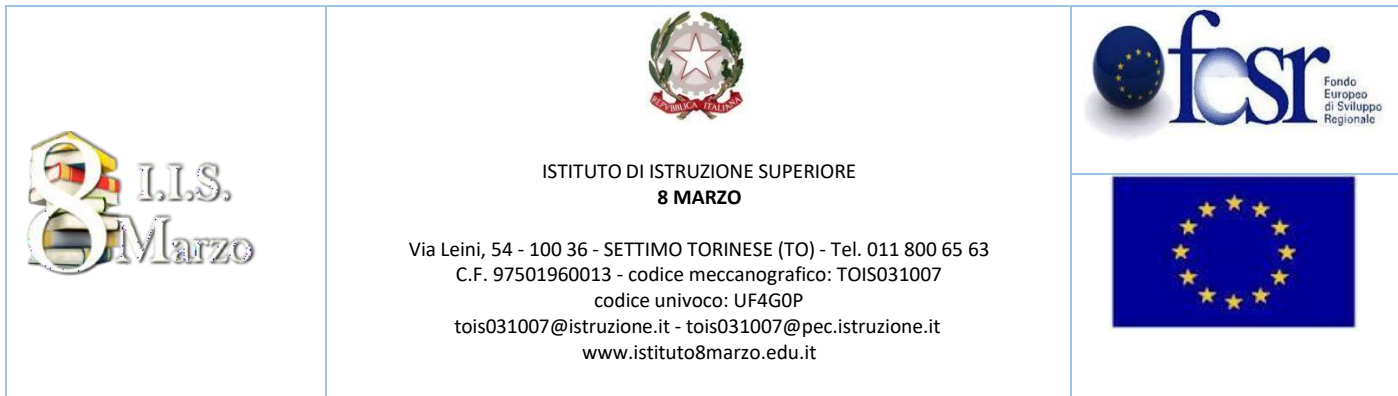 8 I.I.S.
Marzo
REPVBBLICA ITALIANA
ISTITUTO DI ISTRUZIONE SUPERIORE
8 MARZO
Via Leini, 54 - 100 36 - SETTIMO TORINESE (TO) - Tel. 011 800 65 63
C.F. 97501960013 - codice meccanografico: TOIS031007
codice univoco: UF4G0P
tois031007@istruzione.it - tois031007@pec.istruzione.it
www.istituto8marzo.edu.it
fesr
Fondo
Europeo
di Sviluppo
Regionale